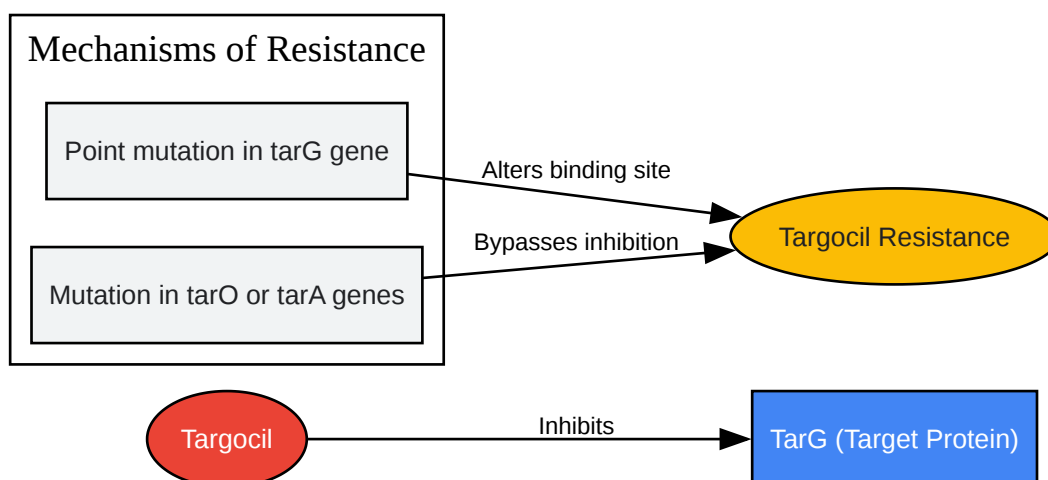 Mechanisms of Resistance
Point mutation in tarG gene
Alters binding site
Targocil Resistance
Bypasses inhibition
Mutation in tarO or tarA genes
Targocil
Inhibits
TarG (Target Protein)